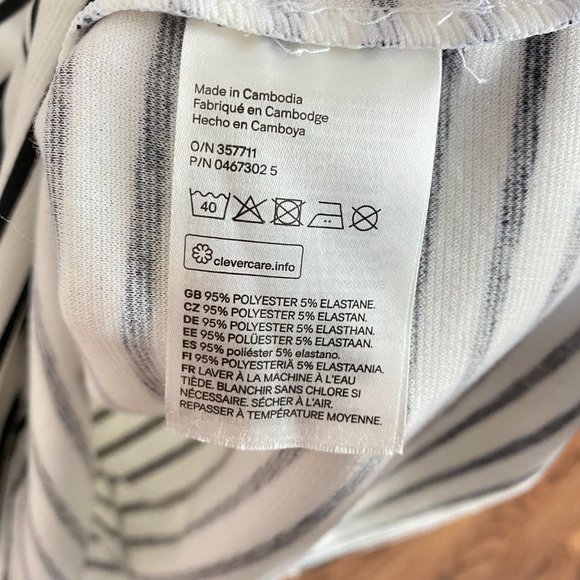 Made in Cambodia
Fabriqué en Cambodge
Hecho en Camboya
O/N 357711
P/N 0467302 5
40
clevercare.info
GB 95% POLYESTER 5% ELASTANE.
CZ 95% POLYESTER 5% ELASTAN.
DE 95% POLYESTER 5% ELASTHAN.
EE 95% POLÜESTER 5% ELASTAAN.
ES 95% poliéster 5% elastano.
FI 95% POLYESTERIÄ 5% ELASTAANIA.
FR LAVER À LA MACHINE À L'EAU
TIÈDE. BLANCHIR SANS CHLORE SI
NÉCESSAIRE. SÉCHER À L'AIR.
REPASSER À TEMPÉRATURE MOYENNE.